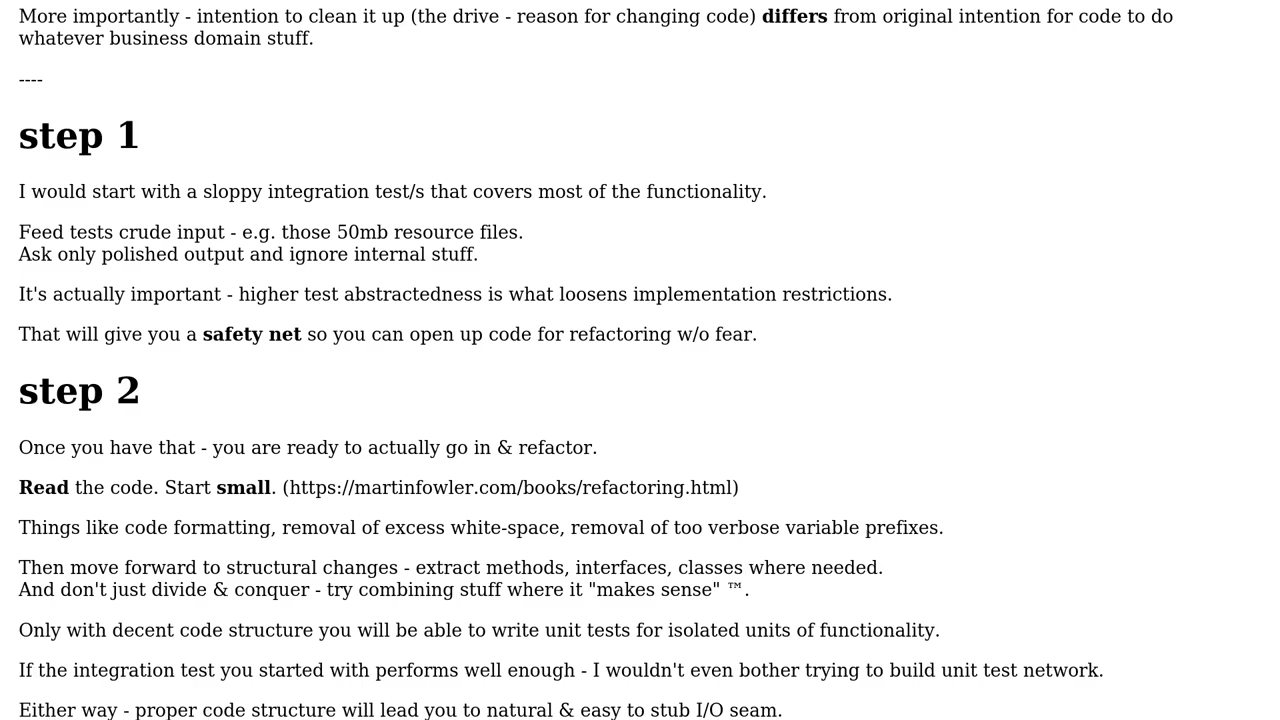 More importantly - intention to clean it up (the drive - reason for changing code) differs from original intention for code to do
whatever business domain stuff.
----
step 1
I would start with a sloppy integration test/s that covers most of the functionality.
Feed tests crude input - e.g. those 50mb resource files.
Ask only polished output and ignore internal stuff.
It's actually important - higher test abstractedness is what loosens implementation restrictions.
That will give you a safety net so you can open up code for refactoring w/o fear.
step 2
Once you have that - you are ready to actually go in & refactor.
Read the code. Start small. (https://martinfowler.com/books/refactoring.html)
Things like code formatting, removal of excess white-space, removal of too verbose variable prefixes.
Then move forward to structural changes - extract methods, interfaces, classes where needed.
And don't just divide & conquer - try combining stuff where it "makes sense" ™.
Only with decent code structure you will be able to write unit tests for isolated units of functionality.
If the integration test you started with performs well enough - I wouldn't even bother trying to build unit test network.
Either way - proper code structure will lead you to natural & easy to stub I/O seam.